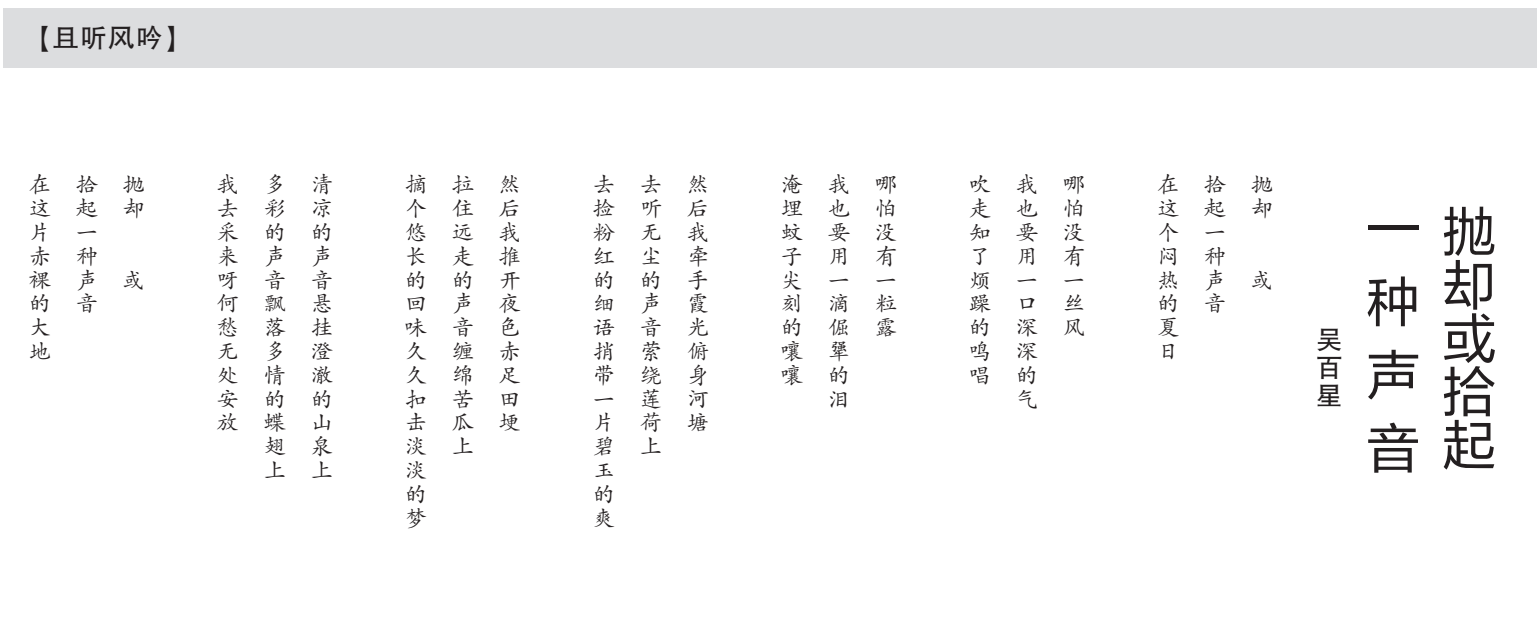 【且听风吟】
抛却或拾起
一种声音
吴百星
抛却　　或
拾起一种声音
在这个闷热的夏日
哪怕没有一丝风
我也要用一口深深的气
吹走知了烦躁的鸣唱
哪怕没有一粒露
我也要用一滴倔犟的泪
淹埋蚊子尖刻的嚷嚷
然后我牵手霞光俯身河塘
去听无尘的声音萦绕莲荷上
去捡粉红的细语捎带一片碧玉的爽
然后我推开夜色赤足田埂
拉住远走的声音缠绵苦瓜上
摘个悠长的回味久久扣击淡淡的梦
清凉的声音悬挂澄澈的山泉上
多彩的声音飘落多情的蝶翅上
我去采来呀何愁无处安放
抛却　　或
拾起一种声音
在这片赤裸的大地